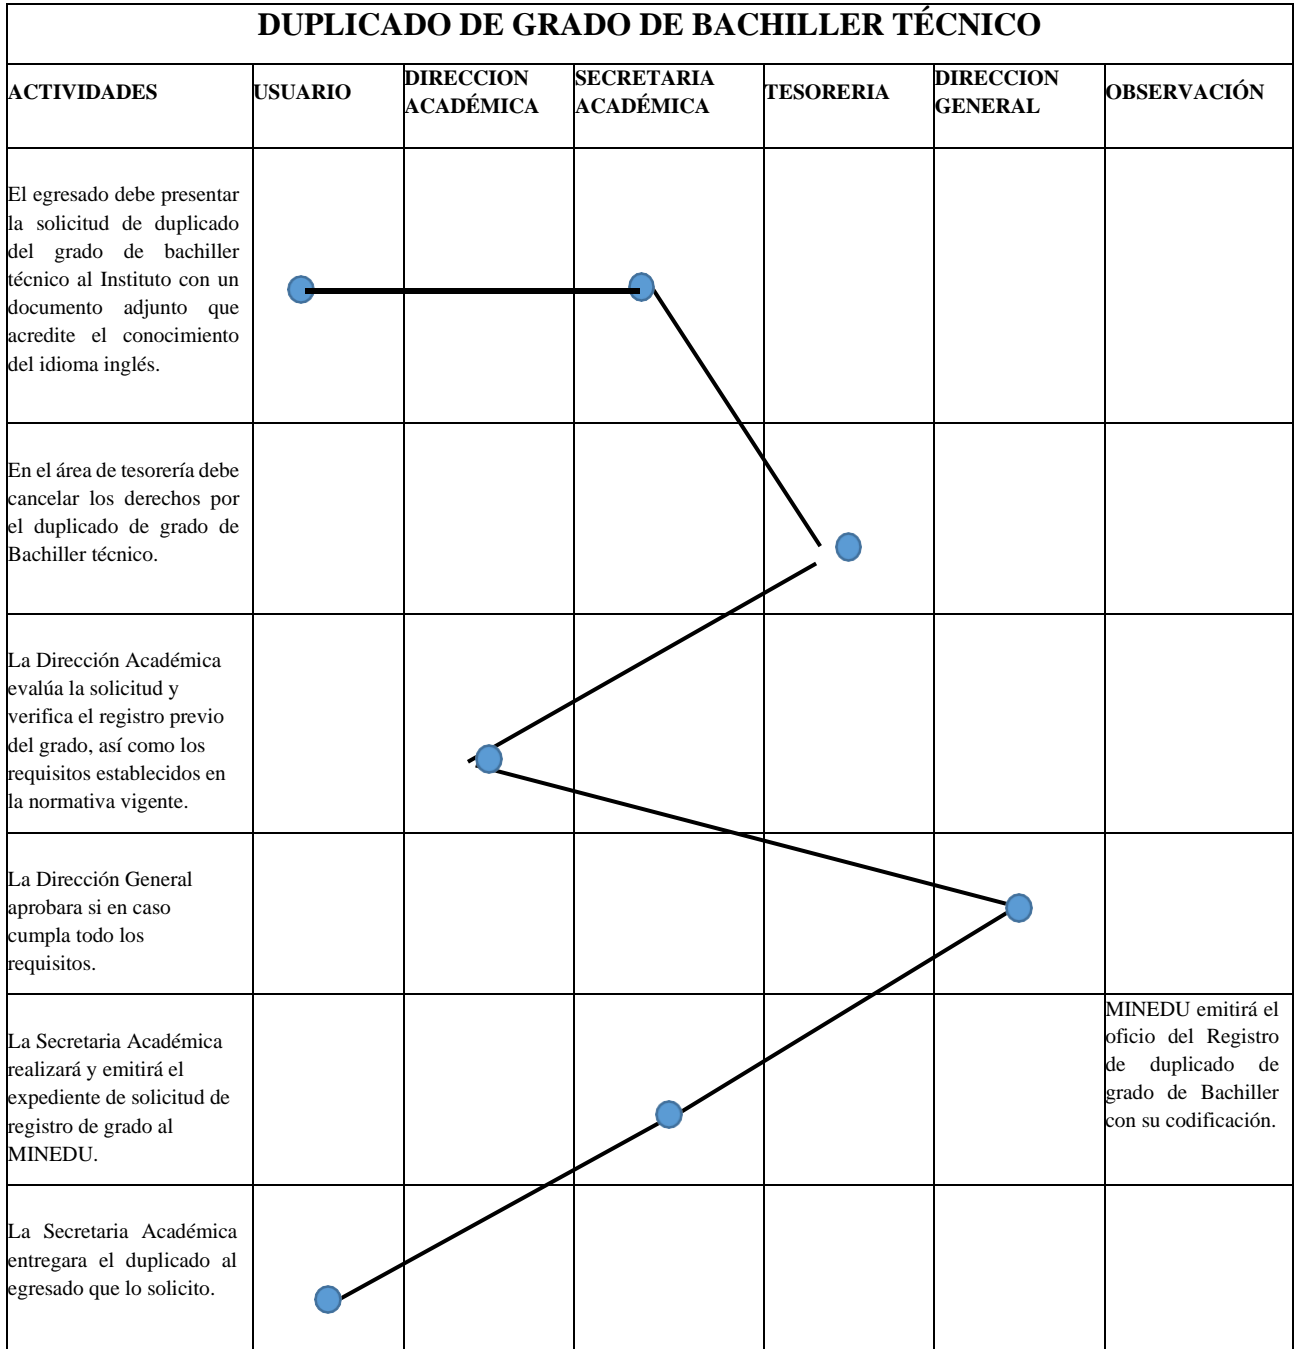 DUPLICADO DE GRADO DE BACHILLER TÉCNICO
ACTIVIDADES
USUARIO
DIRECCION
ACADÉMICA
SECRETARIA
ACADÉMICA
TESORERIA
DIRECCION
GENERAL
OBSERVACIÓN
El egresado debe presentar
la solicitud de duplicado
del grado de bachiller
técnico al Instituto con un
documento adjunto que
acredite el conocimiento
del idioma inglés.
En el área de tesorería debe
cancelar los derechos por
el duplicado de grado de
Bachiller técnico.
La Dirección Académica
evalúa la solicitud y
verifica el registro previo
del grado, así como los
requisitos establecidos en
la normativa vigente.
La Dirección General
aprobara si en caso
cumpla todo los
requisitos.
La Secretaria Académica
realizará y emitirá el
expediente de solicitud de
registro de grado al
MINEDU.
MINEDU emitirá el
oficio del Registro
de duplicado de
grado de Bachiller
con su codificación.
La Secretaria Académica
entregara el duplicado al
egresado que lo solicito.